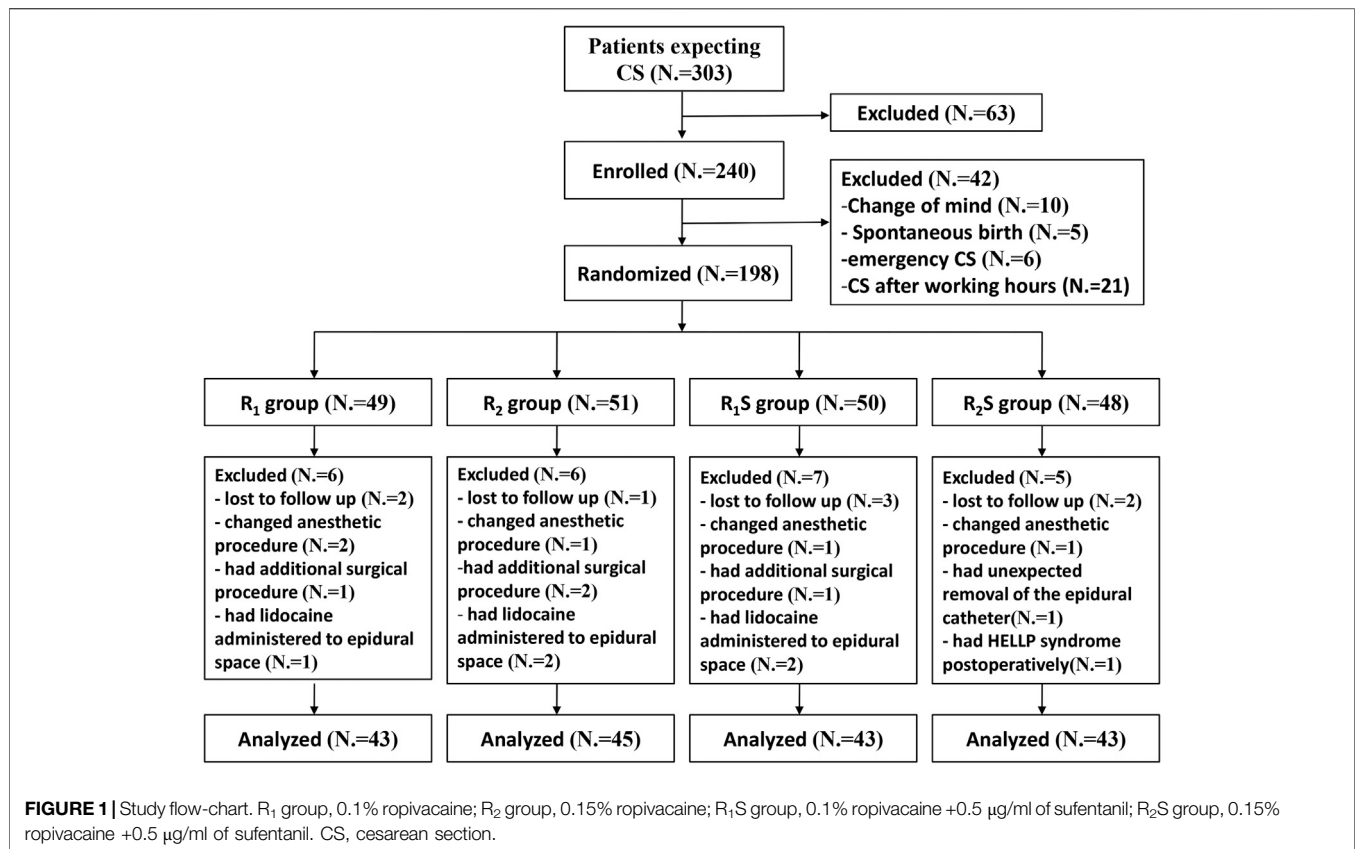 Patients expecting
CS (N.=303)
Excluded (N.=63)
Enrolled (N.=240)
Excluded (N.=42)
-Change of mind (N.=10)
- Spontaneous birth (N.=5)
-emergency CS (N.=6)
-CS after working hours (N.=21)
Randomized (N.=198)
R₁ group (N.=49)
R₂ group (N.=51)
R₁S group (N.=50)
R₂S group (N.=48)
Excluded (N.=6)
- lost to follow up (N.=2)
- changed anesthetic
procedure (N.=2)
- had additional surgical
procedure (N.=1)
- had lidocaine
administered to epidural
space (N.=1)
Excluded (N.=6)
- lost to follow up (N.=1)
- changed anesthetic
procedure (N.=1)
-had additional surgical
procedure (N.=2)
- had lidocaine
administered to epidural
space (N.=2)
Excluded (N.=7)
- lost to follow up (N.=3)
- changed anesthetic
procedure (N.=1)
- had additional surgical
procedure (N.=1)
- had lidocaine
administered to epidural
space (N.=2)
Excluded (N.=5)
- lost to follow up (N.=2)
- changed anesthetic
procedure (N.=1)
- had unexpected
removal of the epidural
catheter(N.=1)
- had HELLP syndrome
postoperatively(N.=1)
Analyzed (N.=43)
Analyzed (N.=45)
Analyzed (N.=43)
Analyzed (N.=43)
FIGURE 1 | Study flow-chart. R₁ group, 0.1% ropivacaine; R₂ group, 0.15% ropivacaine; R₁S group, 0.1% ropivacaine +0.5 μg/ml of sufentanil; R₂S group, 0.15%
ropivacaine +0.5 μg/ml of sufentanil. CS, cesarean section.